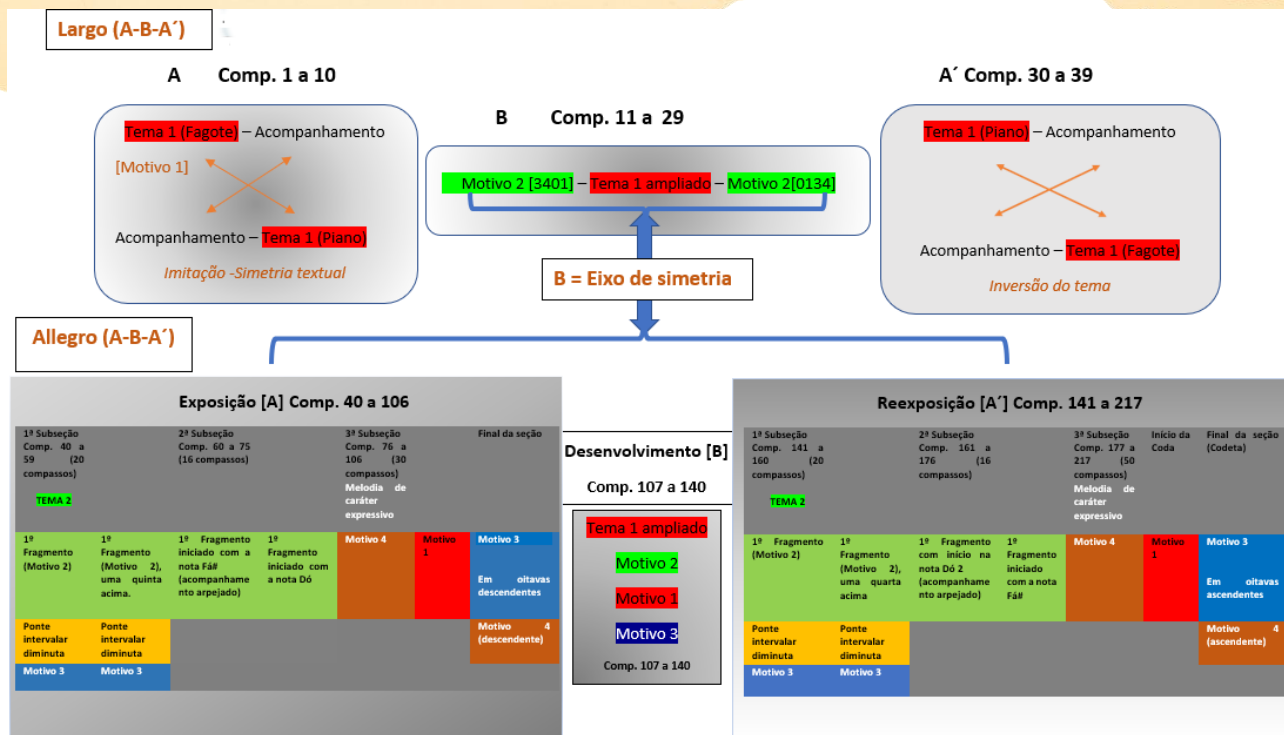 Largo (A-B-A´)
A Comp. 1 a 10
Tema 1 (Fagote) – Acompanhamento
[Motivo 1]
Acompanhamento – Tema 1 (Piano)
Imitação -Simetria textual
B Comp. 11 a 29
Motivo 2 [3401] – Tema 1 ampliado – Motivo 2[0134]
B = Eixo de simetria
A´ Comp. 30 a 39
Tema 1 (Piano) – Acompanhamento
Acompanhamento – Tema 1 (Fagote)
Inversão do tema
Allegro (A-B-A´)
Exposição [A] Comp. 40 a 106
1ª Subseção
Comp. 40 a
59 (20
compassos)
TEMA 2
2ª Subseção
Comp. 60 a 75
(16 compassos)
3ª Subseção
Comp. 76 a
106 (30
compassos)
Melodia de
caráter
expressivo
Final da seção
1º
Fragmento
(Motivo 2)
1º
Fragmento
(Motivo 2),
uma quinta
acima.
1º Fragmento
iniciado com a
nota Fá#
(acompanhame
nto arpejado)
1º
Fragmento
iniciado com
a nota Dó
Motivo 4
Motivo
1
Motivo 3
Em oitavas
descendentes
Ponte
intervalar
diminuta
Ponte
intervalar
diminuta
Motivo 4
(descendente)
Motivo 3
Motivo 3
Desenvolvimento [B]
Comp. 107 a 140
Tema 1 ampliado
Motivo 2
Motivo 1
Motivo 3
Comp. 107 a 140
Reexposição [A´] Comp. 141 a 217
1ª Subseção
Comp. 141 a
160 (20
compassos)
TEMA 2
2ª Subseção
Comp. 161 a
176 (16
compassos)
3ª Subseção
Comp. 177 a
217 (50
compassos)
Melodia de
caráter
expressivo
Início da
Coda
Final da seção
(Codeta)
1º Fragmento
(Motivo 2)
1º
Fragmento
(Motivo 2),
uma quarta
acima
1º Fragmento
com início na
nota Dó 2
(acompanhame
nto arpejado)
1º
Fragmento
iniciado
com a nota
Fá#
Motivo 4
Motivo
1
Motivo 3
Em oitavas
ascendentes
Ponte
intervalar
diminuta
Ponte
intervalar
diminuta
Motivo 4
(ascendente)
Motivo 3
Motivo 3